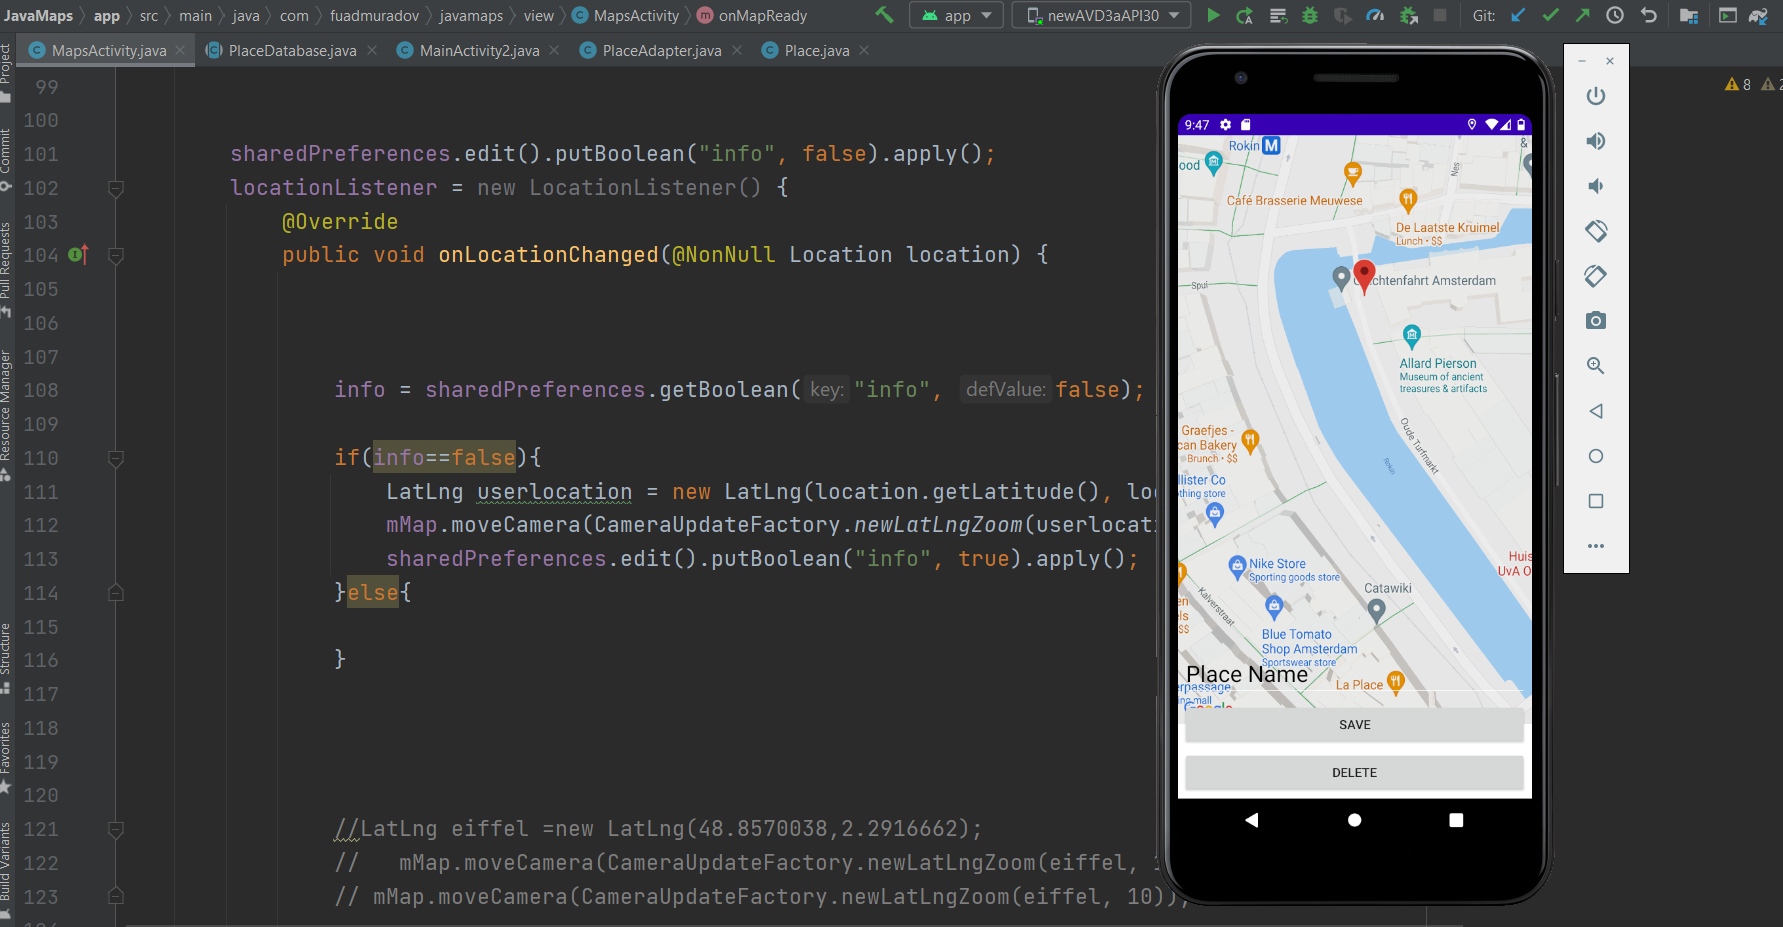 JavaMaps app src main java com fuadmuradov javamaps view MapsActivity onMapReady
app newAVD3aAPI30 Git:
MapsActivity.java PlaceDatabase.java MainActivity2.java PlaceAdapter.java Place.java
Project
Commit
Pull Requests
Resource Manager
Structure
Favorites
Build Variants
8
99
100
101 sharedPreferences.edit().putBoolean("info", false).apply();
102 locationListener = new LocationListener() {
103 @Override
104 public void onLocationChanged(@NonNull Location location) {
105
106
107
108 info = sharedPreferences.getBoolean( key: "info", defValue: false);
109
110 if(info==false){
111 LatLng userlocation = new LatLng(location.getLatitude(), lo
112 mMap.moveCamera(CameraUpdateFactory.newLatLngZoom(userlocati
113 sharedPreferences.edit().putBoolean("info", true).apply();
114 }else{
115
116 }
117
118
119
120
121 //LatLng eiffel =new LatLng(48.8570038,2.2916662);
122 // mMap.moveCamera(CameraUpdateFactory.newLatLngZoom(eiffel,
123 // mMap.moveCamera(CameraUpdateFactory.newLatLngZoom(eiffel, 10));
9:47
Rokin M
&
ood
Nes
Café Brasserie Meuwese
De Laatste Kruimel
Lunch • $$
Spui
chtenfahrt Amsterdam
Allard Pierson
Museum of ancient
treasures & artifacts
Graefjes -
can Bakery
Brunch • $$
Oude Turfmarkt
Rokin
llister Co
thing store
Nike Store
Sporting goods store
Huis
UvA O
Catawiki
Kalverstraat
en
els
$$
Blue Tomato
Shop Amsterdam
Sportswear store
Place Name
erpassage
ing mall
La Place
Google
SAVE
DELETE